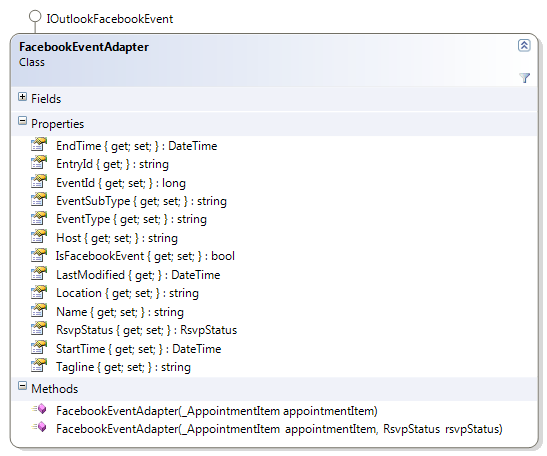 IOutlookFacebookEvent
FacebookEventAdapter
Class
Fields
Properties
EndTime { get; set; } : DateTime
EntryId { get; } : string
EventId { get; set; } : long
EventSubType { get; set; } : string
EventType { get; set; } : string
Host { get; set; } : string
IsFacebookEvent { get; set; } : bool
LastModified { get; } : DateTime
Location { get; set; } : string
Name { get; set; } : string
RsvpStatus { get; set; } : RsvpStatus
StartTime { get; set; } : DateTime
Tagline { get; set; } : string
Methods
FacebookEventAdapter(_AppointmentItem appointmentItem)
FacebookEventAdapter(_AppointmentItem appointmentItem, RsvpStatus rsvpStatus)